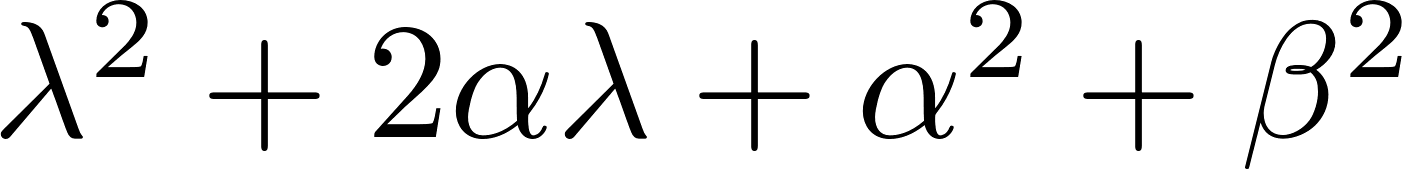 λ² + 2αλ + α² + β²